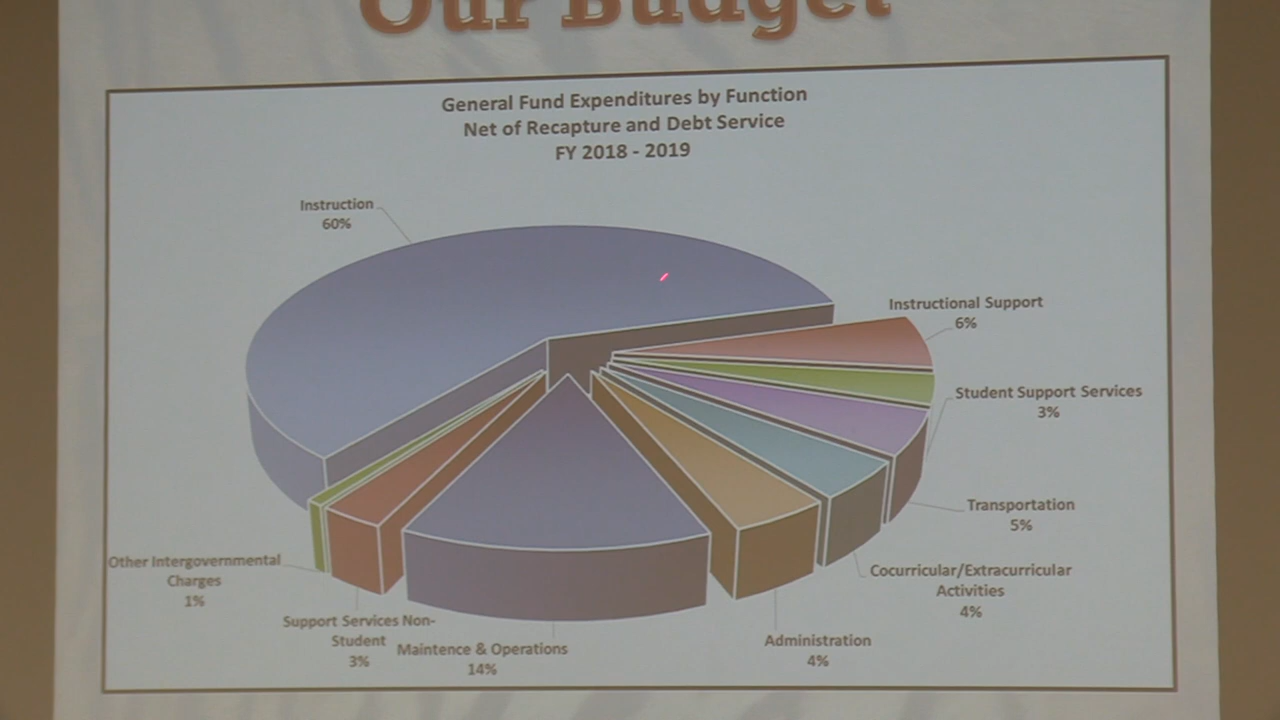 Our Budget
General Fund Expenditures by Function
Net of Recapture and Debt Service
FY 2018 - 2019
Instruction
60%
Instructional Support
6%
Student Support Services
3%
Transportation
5%
Cocurricular/Extracurricular
Activities
4%
Administration
4%
Maintence & Operations
14%
Support Services Non-
Student
3%
Other Intergovernmental
Charges
1%